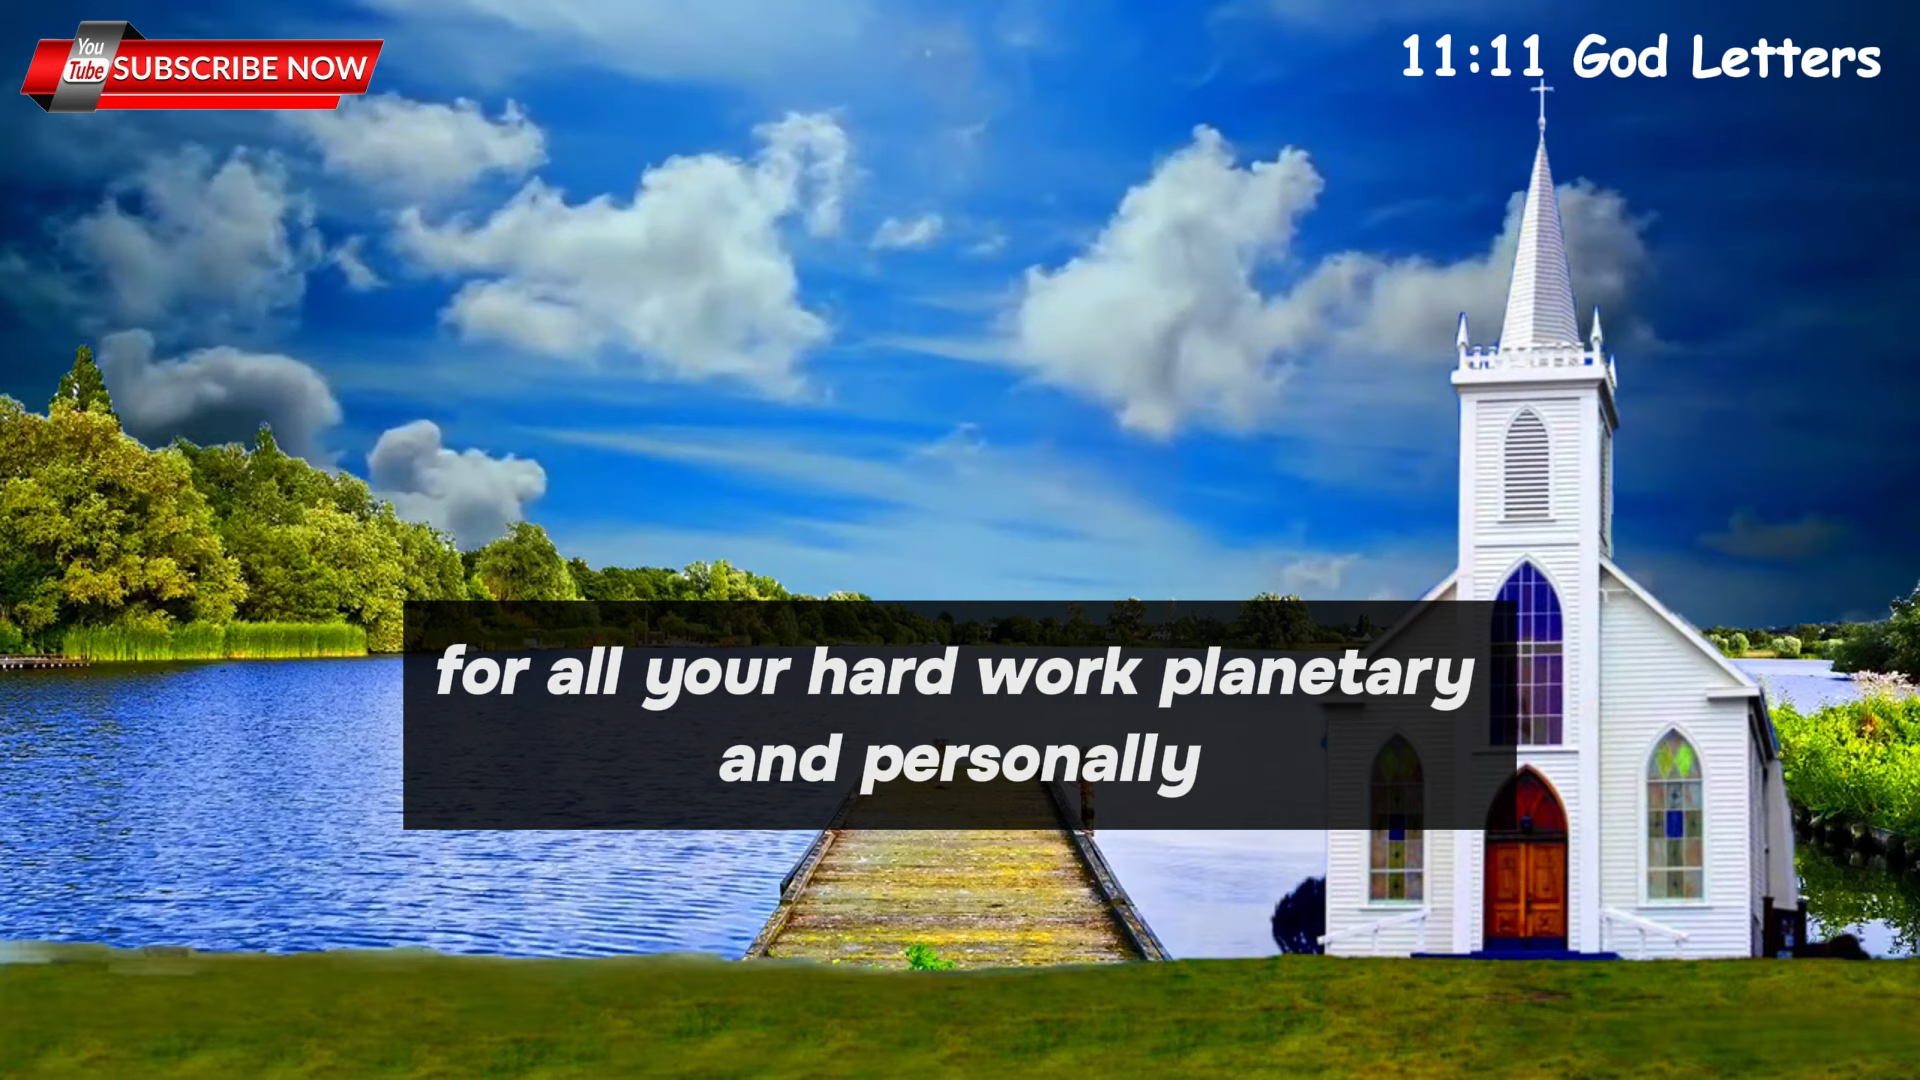 You
Tube
SUBSCRIBE NOW
11:11 God Letters
for all your hard work planetary
and personally